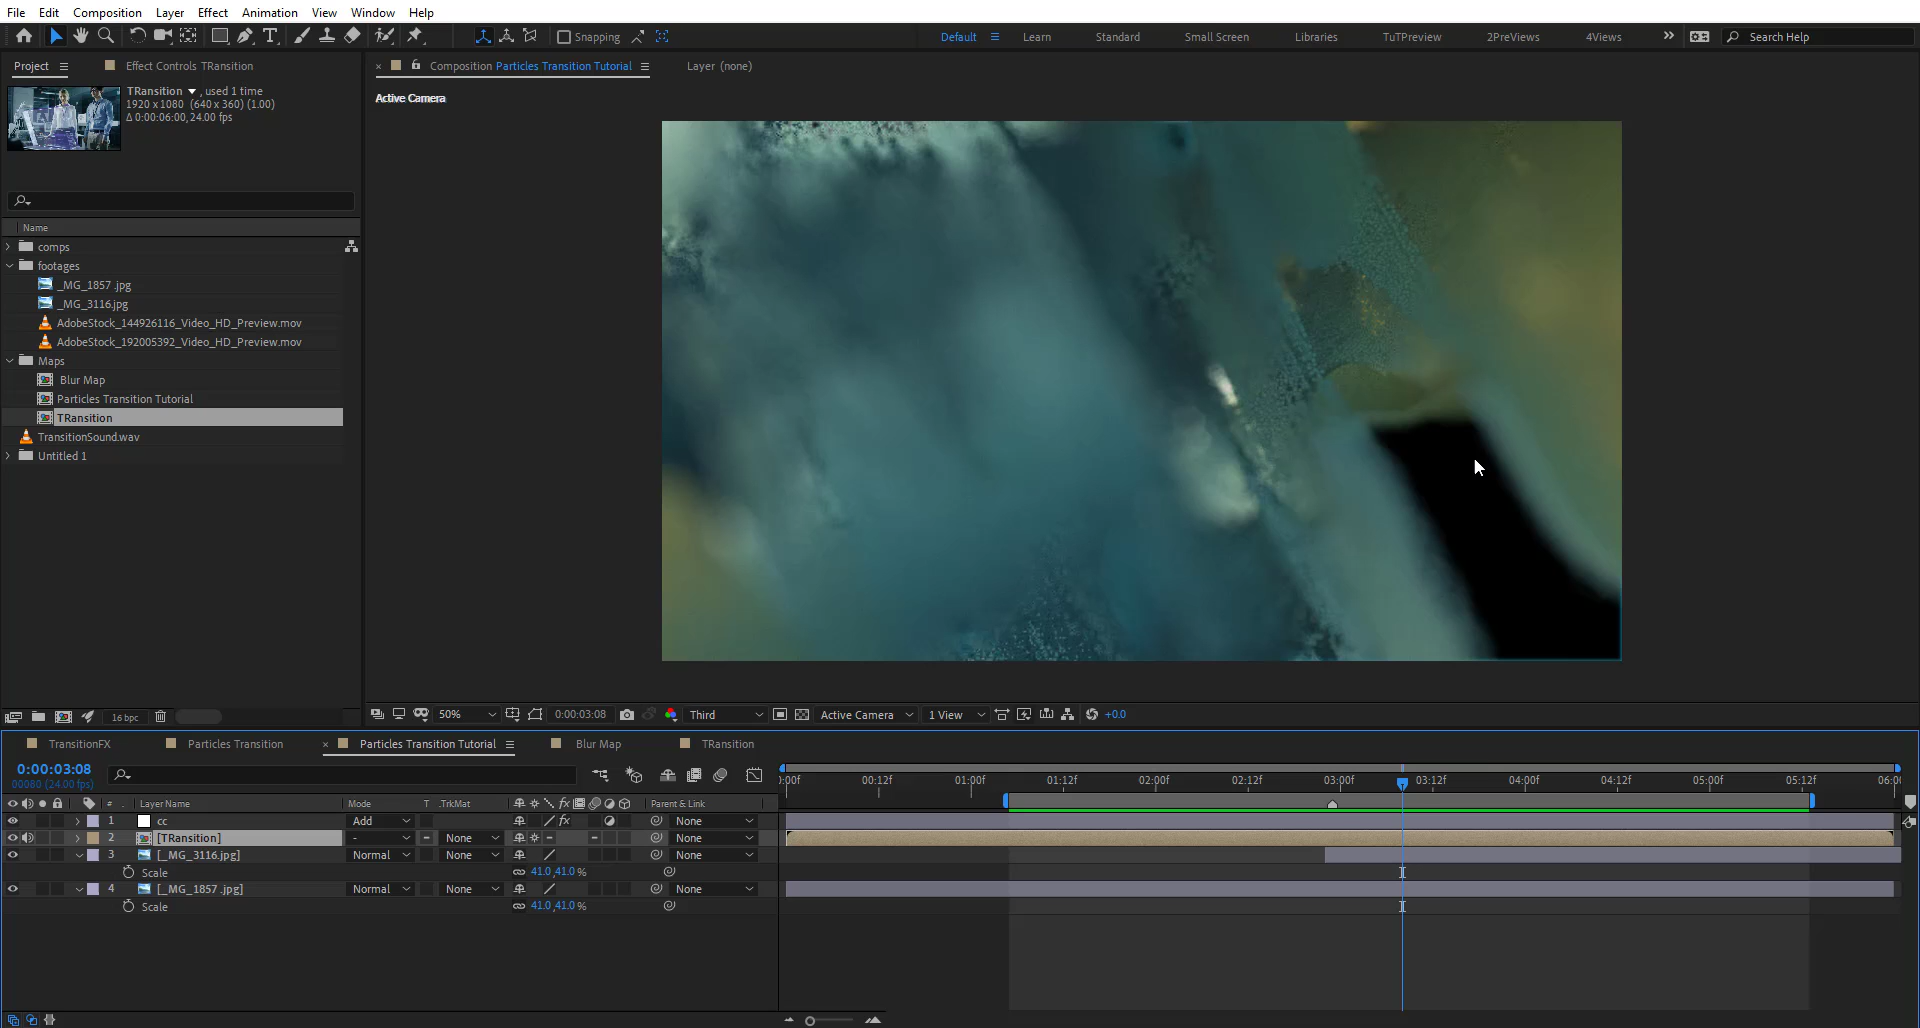 File Edit Composition Layer Effect Animation View Window Help
Snapping
Default Learn Standard Small Screen Libraries TuTPreview 2PreViews 4Views
Search Help
Project
Effect Controls TRansition
Composition Particles Transition Tutorial
Layer (none)
TRansition , used 1 time
1920 x 1080 (640 x 360) (1.00)
Δ 0:00:06:00, 24.00 fps
Active Camera
Name
comps
footages
_MG_1857 .jpg
_MG_3116.jpg
AdobeStock_144926116_Video_HD_Preview.mov
AdobeStock_192005392_Video_HD_Preview.mov
Maps
Blur Map
Particles Transition Tutorial
TRansition
TransitionSound.wav
Untitled 1
16 bpc
50%
0:00:03:08
Third
Active Camera
1 View
+0.0
TransitionFX
Particles Transition
Particles Transition Tutorial
Blur Map
TRansition
0:00:03:08
00080 (24.00 fps)
:00f 00:12f 01:00f 01:12f 02:00f 02:12f 03:00f 03:12f 04:00f 04:12f 05:00f 05:12f 06:0
# . Layer Name Mode T .TrkMat Parent & Link
1 cc Add fx None
2 [TRansition] - None None
3 [_MG_3116.jpg] Normal None None
Scale 41.0,41.0 %
4 [_MG_1857 .jpg] Normal None None
Scale 41.0,41.0 %